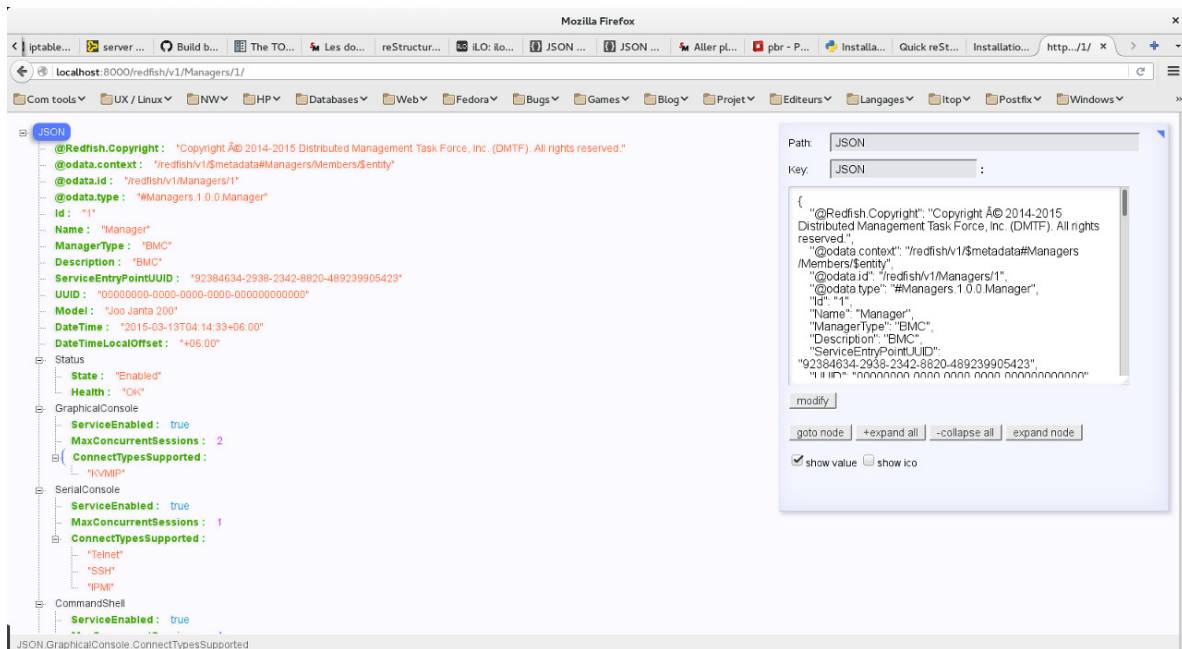 Mozilla Firefox ×
iptable... server ... Build b... The TO... Les do... reStructur... iLO: ilo... JSON ... JSON ... Aller pl... pbr - P... Installa... Quick reSt... Installatio... http.../1/ ×
localhost:8000/redfish/v1/Managers/1/
Com tools UX / Linux NW HP Databases Web Fedora Bugs Games Blog Projet Editeurs Langages Itop Postfix Windows »
JSON
@Redfish.Copyright : "Copyright Â© 2014-2015 Distributed Management Task Force, Inc. (DMTF). All rights reserved."
@odata.context : "/redfish/v1/$metadata#Managers/Members/$entity"
@odata.id : "/redfish/v1/Managers/1"
@odata.type : "#Managers.1.0.0.Manager"
Id : "1"
Name : "Manager"
ManagerType : "BMC"
Description : "BMC"
ServiceEntryPointUUID : "92384634-2938-2342-8820-489239905423"
UUID : "00000000-0000-0000-0000-000000000000"
Model : "Joo Janta 200"
DateTime : "2015-03-13T04:14:33+06:00"
DateTimeLocalOffset : "+06:00"
Status
State : "Enabled"
Health : "OK"
GraphicalConsole
ServiceEnabled : true
MaxConcurrentSessions : 2
ConnectTypesSupported :
"KVMIP"
SerialConsole
ServiceEnabled : true
MaxConcurrentSessions : 1
ConnectTypesSupported :
"Telnet"
"SSH"
"IPMI"
CommandShell
ServiceEnabled : true
JSON.GraphicalConsole.ConnectTypesSupported
Path: JSON
Key: JSON :
{
"@Redfish.Copyright": "Copyright Â© 2014-2015
Distributed Management Task Force, Inc. (DMTF). All rights
reserved.",
"@odata.context": "/redfish/v1/$metadata#Managers
/Members/$entity",
"@odata.id": "/redfish/v1/Managers/1",
"@odata.type": "#Managers.1.0.0.Manager",
"Id": "1",
"Name": "Manager",
"ManagerType": "BMC",
"Description": "BMC",
"ServiceEntryPointUUID":
"92384634-2938-2342-8820-489239905423",
"UUID": "00000000-0000-0000-0000-000000000000"
modify
goto node +expand all -collapse all expand node
show value show ico